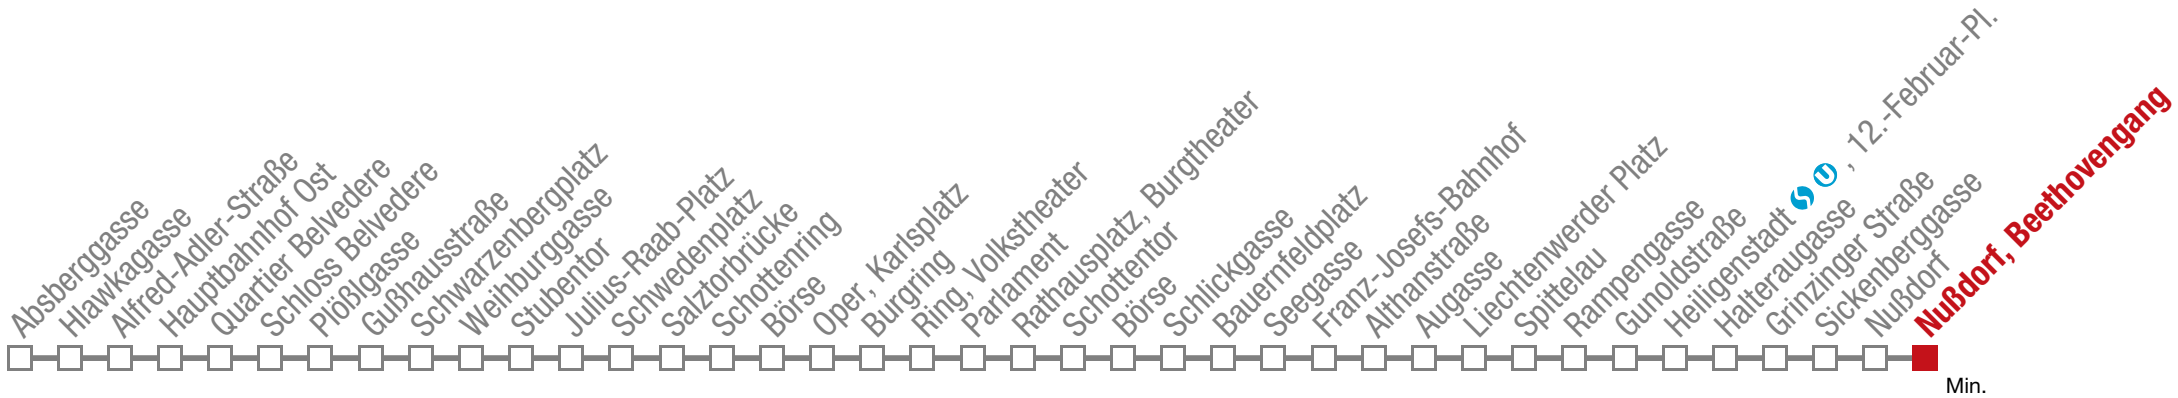 Absberggasse
Hlawkagasse
Alfred-Adler-Straße
Hauptbahnhof Ost
Quartier Belvedere
Schloss Belvedere
Plößlgasse
Gußhausstraße
Schwarzenbergplatz
Weihburggasse
Stubentor
Julius-Raab-Platz
Schwedenplatz
Salztorbrücke
Schottenring
Börse
Oper, Karlsplatz
Burgring
Ring, Volkstheater
Parlament
Rathausplatz, Burgtheater
Schottentor
Börse
Schlickgasse
Bauernfeldplatz
Seegasse
Franz-Josefs-Bahnhof
Althanstraße
Augasse
Liechtenwerder Platz
Spittelau
Rampengasse
Gunoldstraße
Heiligenstadt S U, 12.-Februar-Pl.
Halteraugasse
Grinzinger Straße
Sickenberggasse
Nußdorf
Nußdorf, Beethovengang
Min.